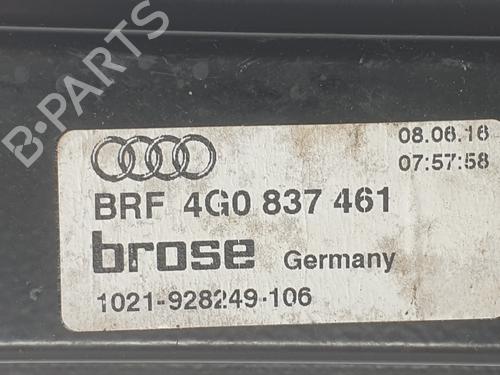 B-PARTS
08.06.16
07:57:58
BRF 4G0 837 461
brose Germany
1021-928249-106